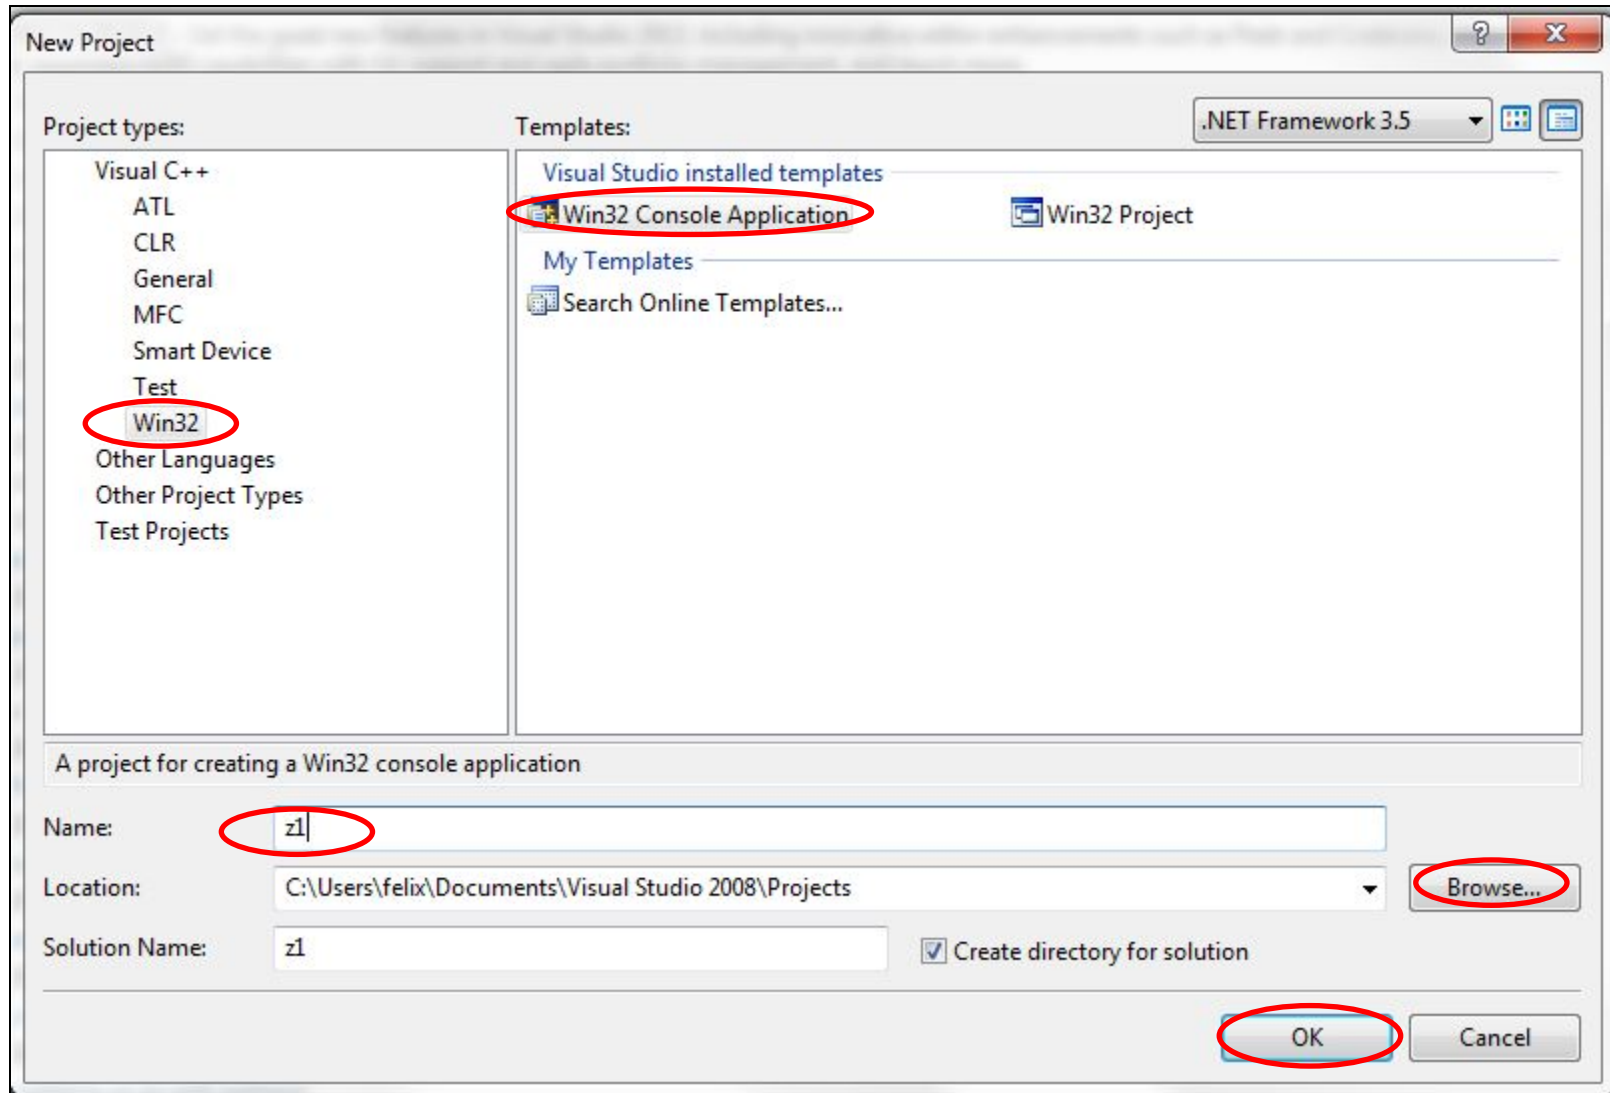 New Project
Project types:
Templates:
.NET Framework 3.5
Visual C++
ATL
CLR
General
MFC
Smart Device
Test
Win32
Other Languages
Other Project Types
Test Projects
Visual Studio installed templates
Win32 Console Application
Win32 Project
My Templates
Search Online Templates...
A project for creating a Win32 console application
Name:
z1
Location:
C:\Users\felix\Documents\Visual Studio 2008\Projects
Browse...
Solution Name:
z1
Create directory for solution
OK
Cancel